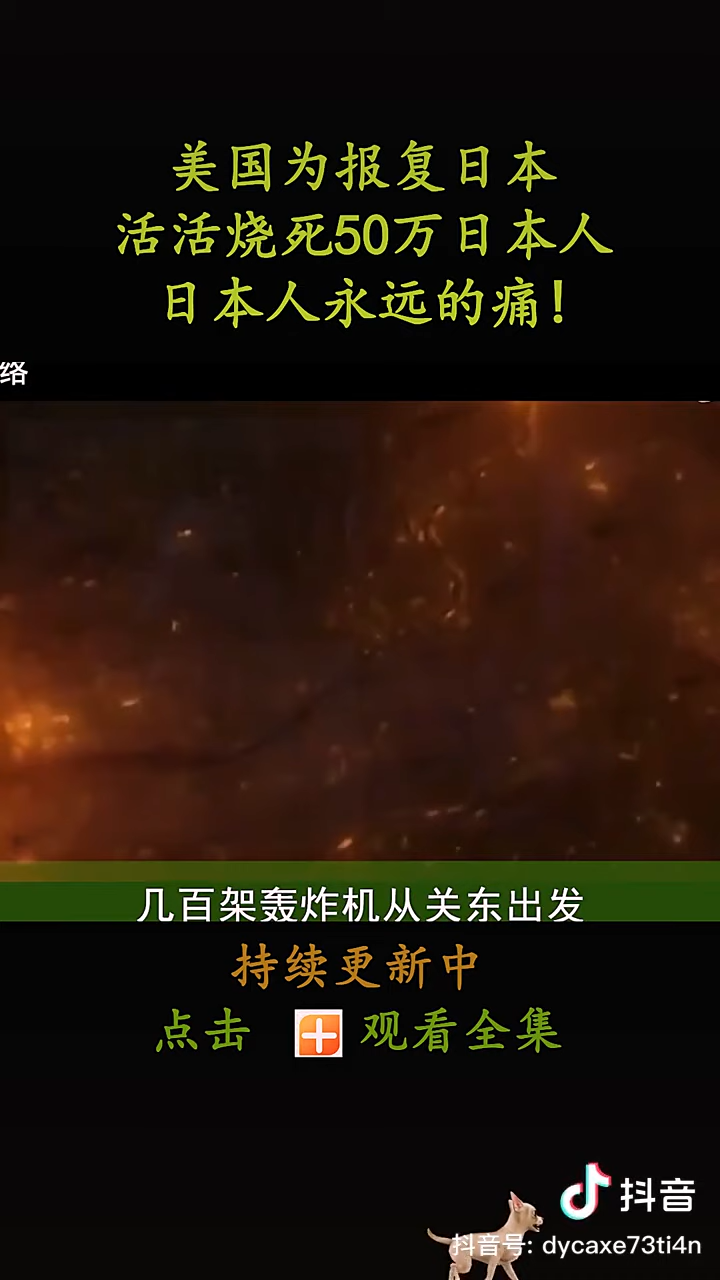 美国为报复日本
活活烧死50万日本人
日本人永远的痛!
络
几百架轰炸机从关东出发
持续更新中
点击 观看全集
抖音
抖音号: dycaxe73ti4n